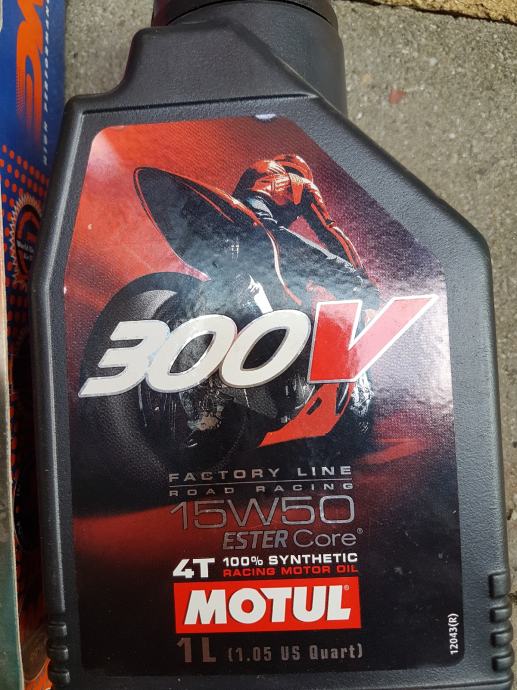 300V
FACTORY LINE
ROAD RACING
15W50
ESTER Core®
4T 100% SYNTHETIC
RACING MOTOR OIL
MOTUL®
1L (1.05 US Quart)
12043(R)